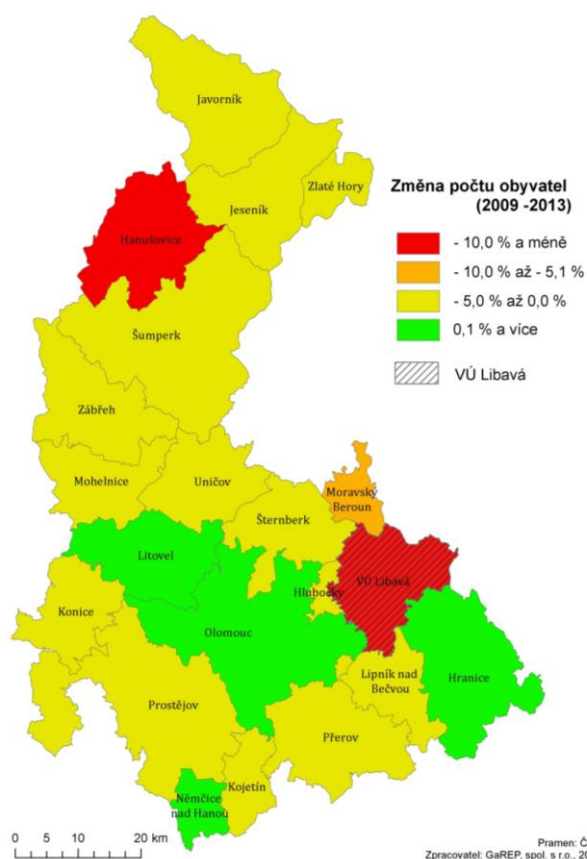 Javorník
Zlaté Hory
Jeseník
Hanušovice
Změna počtu obyvatel
(2009 -2013)
- 10,0 % a méně
- 10,0 % až - 5,1 %
- 5,0 % až 0,0 %
0,1 % a více
VÚ Libavá
Šumperk
Zábřeh
Mohelnice
Uničov
Moravský
Beroun
Šternberk
Litovel
Hlubočky
VÚ Libavá
Konice
Olomouc
Lipník nad
Bečvou
Hranice
Prostějov
Přerov
Kojetín
Němčice
nad Hanou
0 5 10 20 km
Pramen: Č
Zpracovatel: GaREP, spol. s r.o., 20